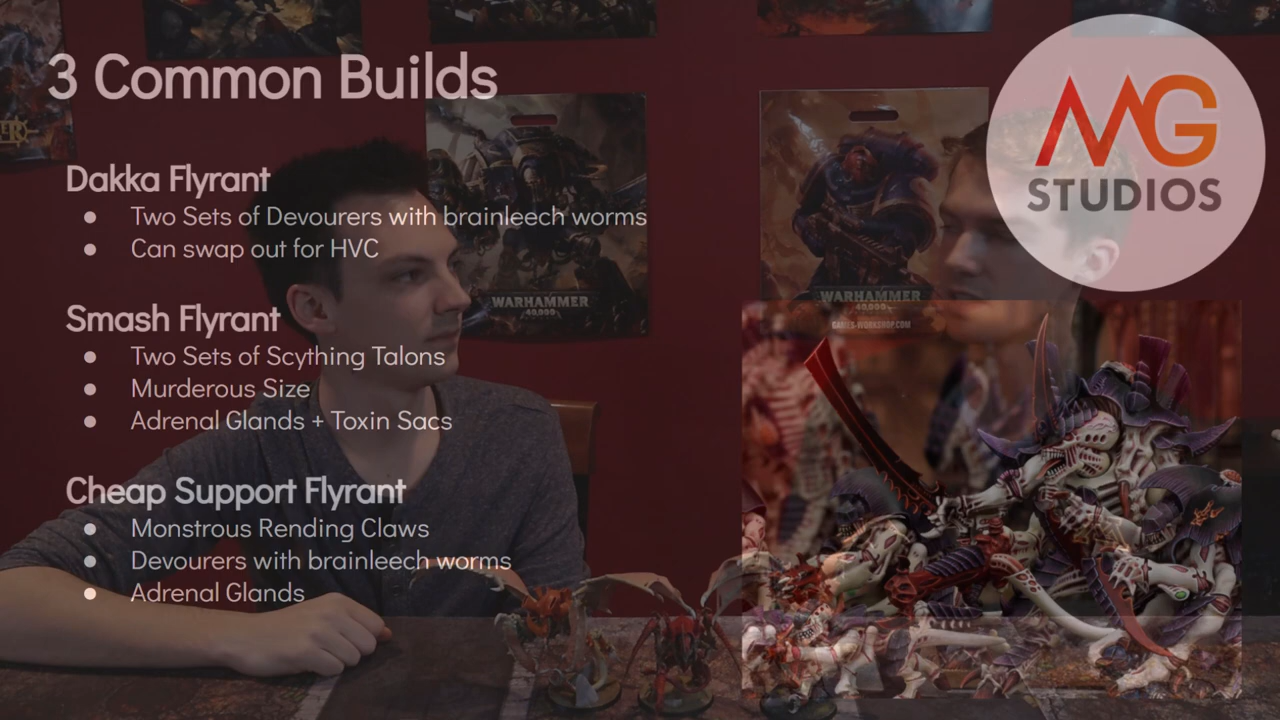 3 Common Builds
Dakka Flyrant
● Two Sets of Devourers with brainleech worms
● Can swap out for HVC
Smash Flyrant
● Two Sets of Scything Talons
● Murderous Size
● Adrenal Glands + Toxin Sacs
Cheap Support Flyrant
● Monstrous Rending Claws
● Devourers with brainleech worms
● Adrenal Glands
MG
STUDIOS
WARHAMMER
40,000
WARHAMMER
40,000
GAMES-WORKSHOP.COM